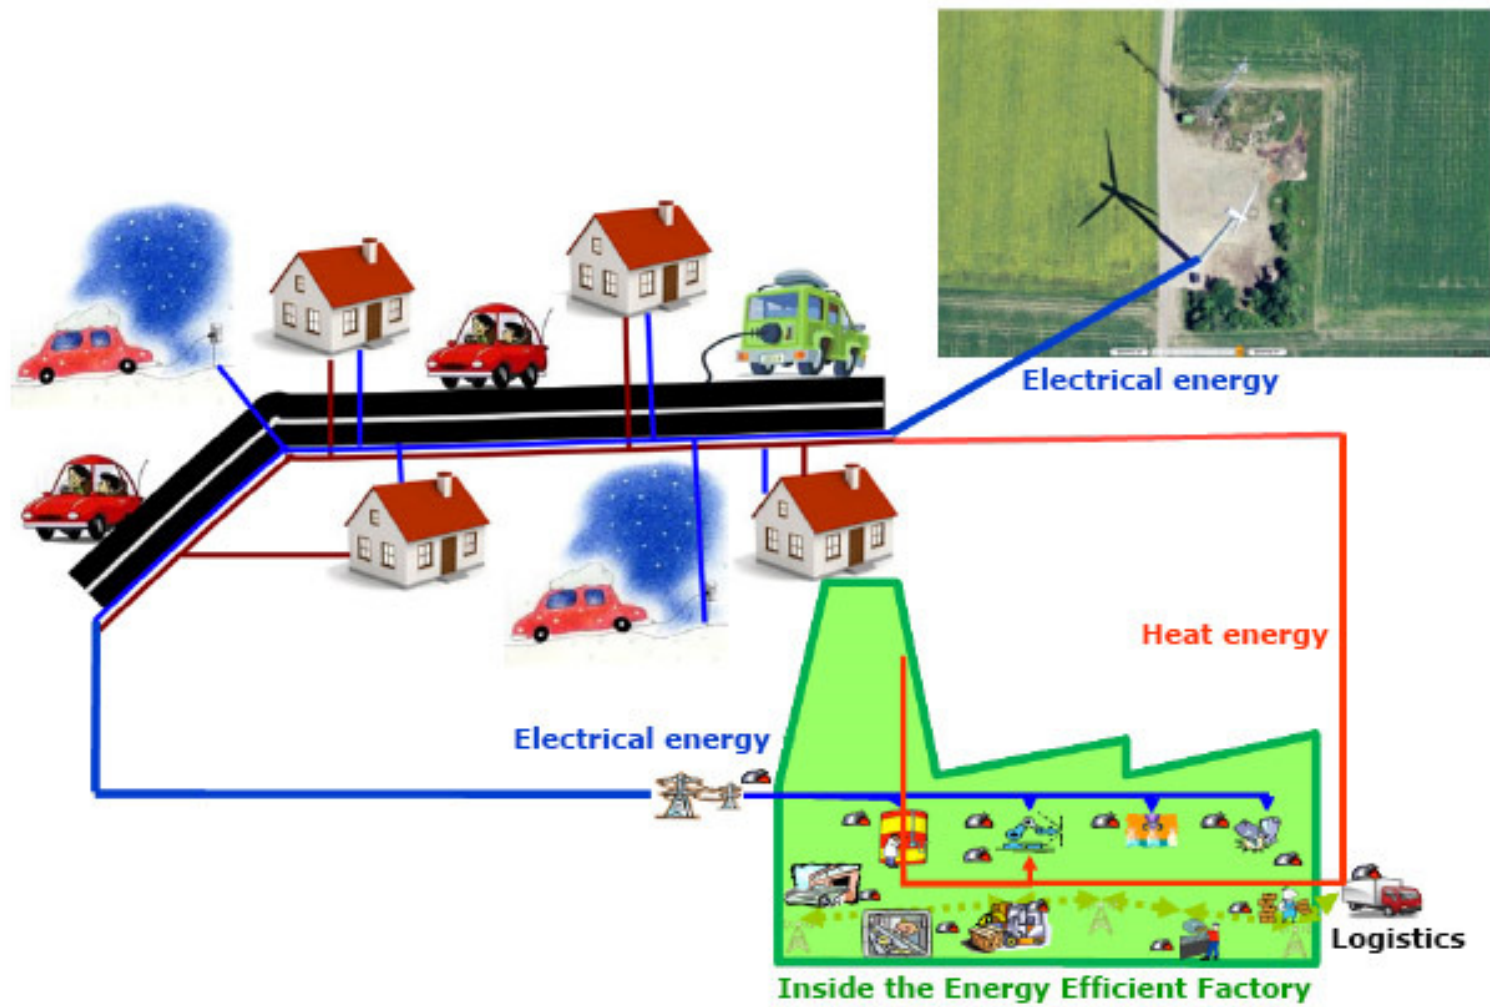 Electrical energy
Heat energy
Electrical energy
Logistics
Inside the Energy Efficient Factory